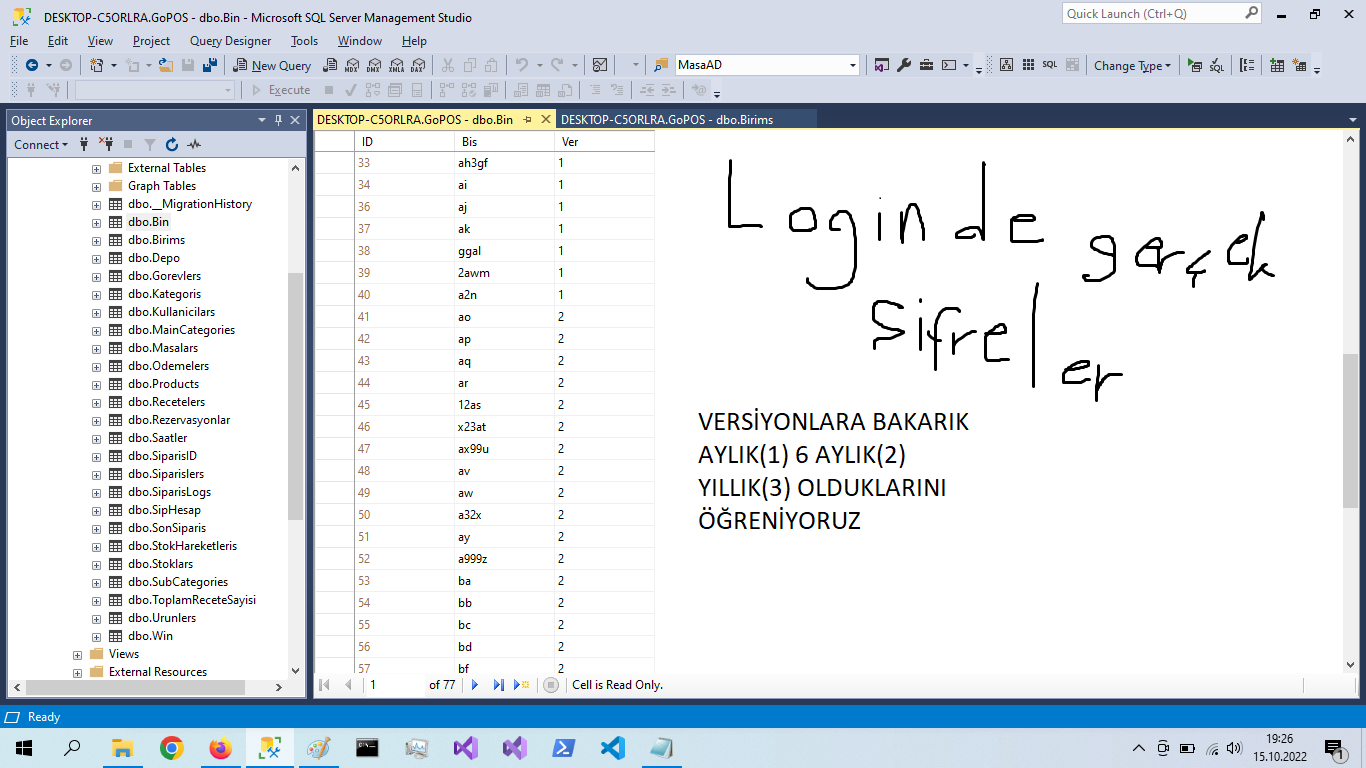 DESKTOP-C5ORLRA.GoPOS - dbo.Bin - Microsoft SQL Server Management Studio
Quick Launch (Ctrl+Q)
File Edit View Project Query Designer Tools Window Help
New Query MDX DMX XMLA DAX MasaAD SQL Change Type SQL
Execute
Object Explorer
DESKTOP-C5ORLRA.GoPOS - dbo.Bin
DESKTOP-C5ORLRA.GoPOS - dbo.Birims
Connect
External Tables
Graph Tables
dbo.__MigrationHistory
dbo.Bin
dbo.Birims
dbo.Depo
dbo.Gorevlers
dbo.Kategoris
dbo.Kullanicilars
dbo.MainCategories
dbo.Masalars
dbo.Odemelers
dbo.Products
dbo.Recetelers
dbo.Rezervasyonlar
dbo.Saatler
dbo.SiparisID
dbo.Siparislers
dbo.SiparisLogs
dbo.SipHesap
dbo.SonSiparis
dbo.StokHareketleris
dbo.Stoklars
dbo.SubCategories
dbo.ToplamReceteSayisi
dbo.Urunlers
dbo.Win
Views
External Resources
ID Bis Ver
33 ah3gf 1
34 ai 1
36 aj 1
37 ak 1
38 ggal 1
39 2awm 1
40 a2n 1
41 ao 2
42 ap 2
43 aq 2
44 ar 2
45 12as 2
46 x23at 2
47 ax99u 2
48 av 2
49 aw 2
50 a32x 2
51 ay 2
52 a999z 2
53 ba 2
54 bb 2
55 bc 2
56 bd 2
57 bf 2
1 of 77 Cell is Read Only.
Loginde gerçek
sifreler
VERSİYONLARA BAKARIK
AYLIK(1) 6 AYLIK(2)
YILLIK(3) OLDUKLARINI
ÖĞRENİYORUZ
Ready
19:26
15.10.2022
1